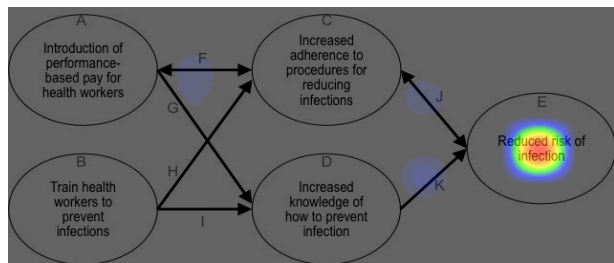 A
Introduction of
performance-
based pay for
health workers
F
C
Increased
adherence to
procedures for
reducing
infections
G
J
E
Reduced risk of
infection
H
B
Train health
workers to
prevent
infections
I
D
Increased
knowledge of
how to prevent
infection
K